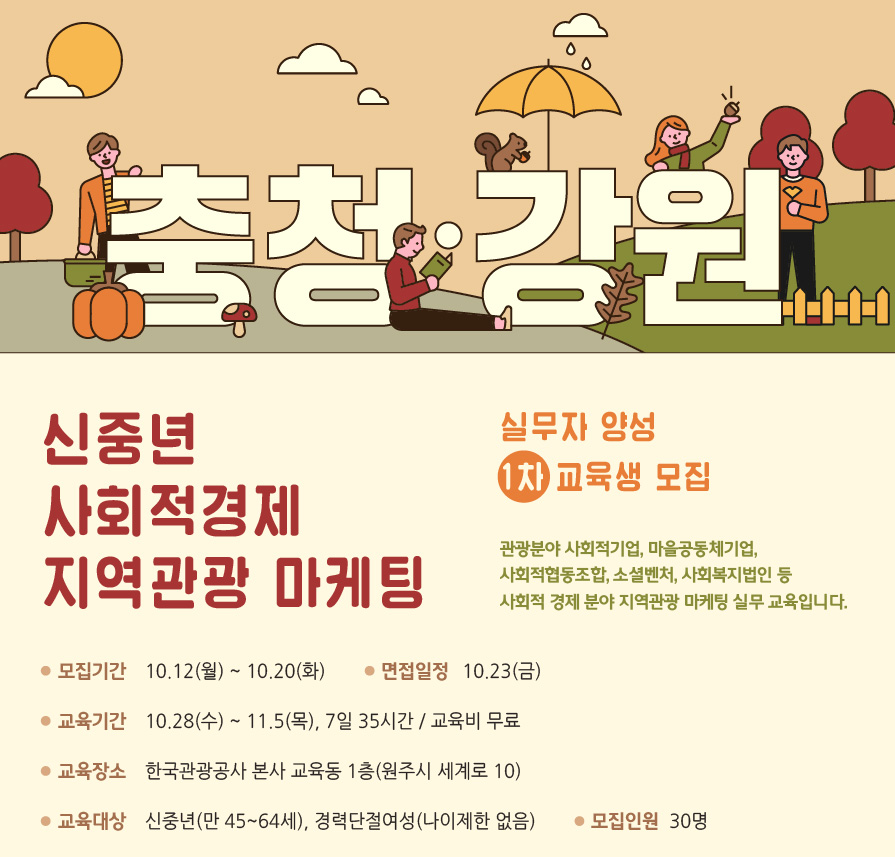 충청·강원
신중년
사회적경제
지역관광 마케팅
실무자 양성
1차 교육생 모집
관광분야 사회적기업, 마을공동체기업,
사회적협동조합, 소셜벤처, 사회복지법인 등
사회적 경제 분야 지역관광 마케팅 실무 교육입니다.
모집기간 10.12(월) ~ 10.20(화) 면접일정 10.23(금)
교육기간 10.28(수) ~ 11.5(목), 7일 35시간 / 교육비 무료
교육장소 한국관광공사 본사 교육동 1층(원주시 세계로 10)
교육대상 신중년(만 45~64세), 경력단절여성(나이제한 없음) 모집인원 30명